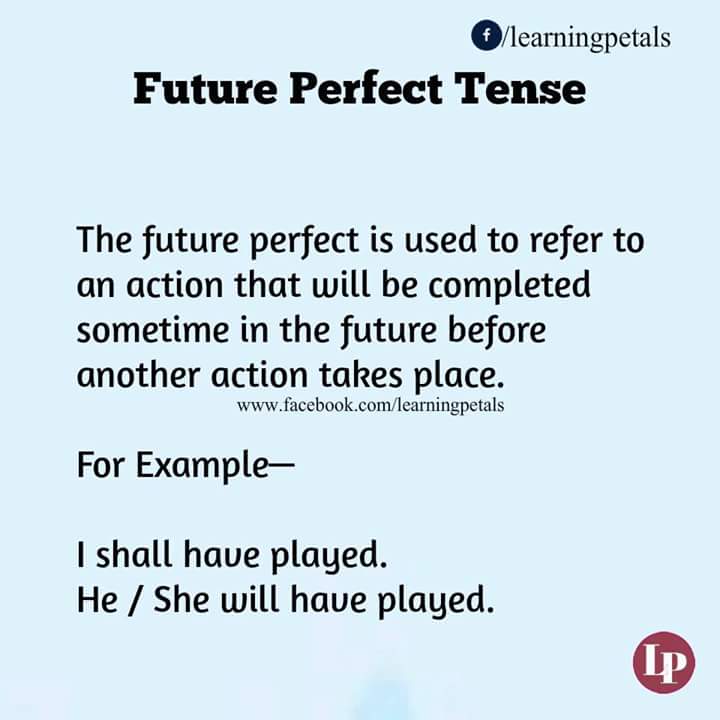 f/learningpetals
Future Perfect Tense
The future perfect is used to refer to
an action that will be completed
sometime in the future before
another action takes place.
www.facebook.com/learningpetals
For Example—
I shall have played.
He / She will have played.
LP